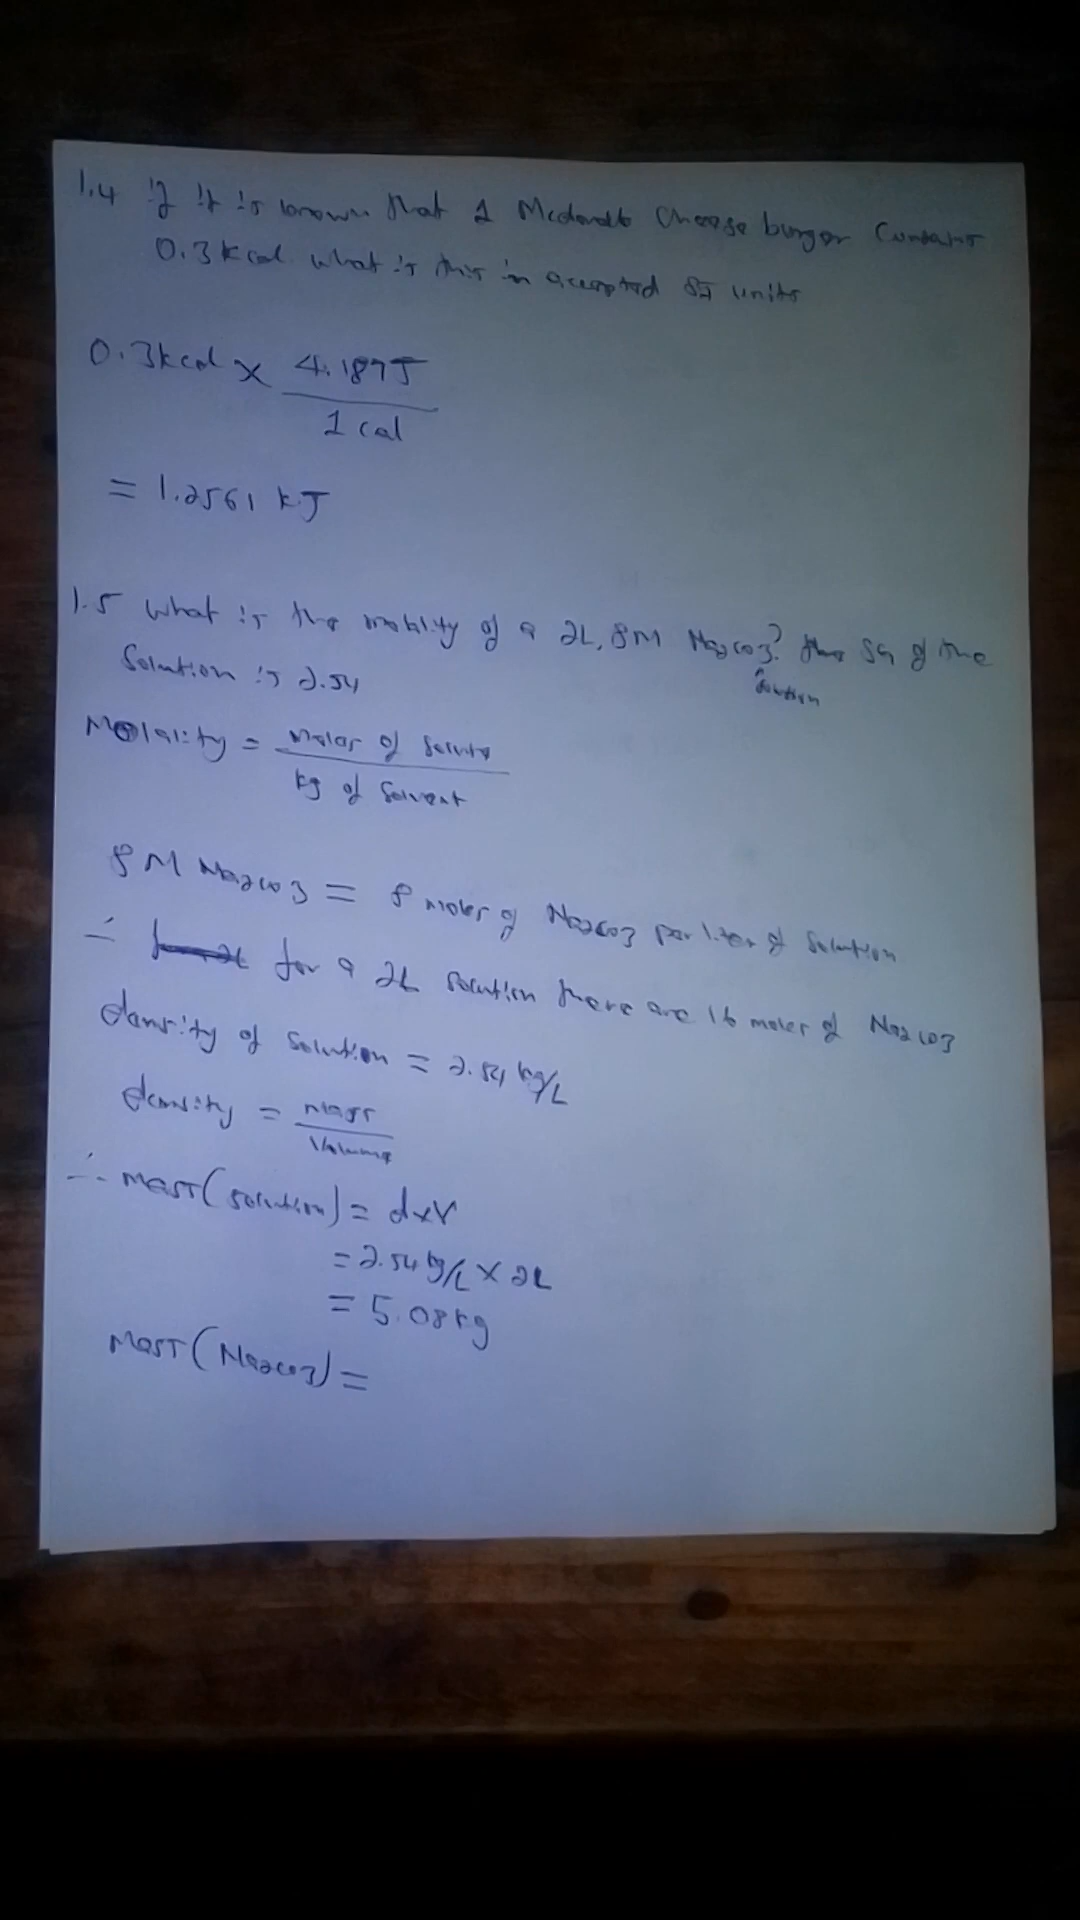 1.4 if it is known that 1 Mcdonalds Cheese burger Contains
0.3 kcal. what is this in accepted SI units
0.3kcal x 4.187J
1 cal
= 1.2561 kJ
1.5 What is the molality of a 2L, 8M Na2CO3? the SG of the
solution
Solution is 2.54
Molality = moles of solute
kg of Solvent
8M Na2CO3 = 8 moles of Na2CO3 per liter of Solution
∴ for a 2L solution there are 16 moles of Na2CO3
density of solution = 2.54 kg/L
density = mass
Volume
∴ mass(solution) = d×V
= 2.54 kg/L × 2L
= 5.08kg
mass(Na2CO3) =